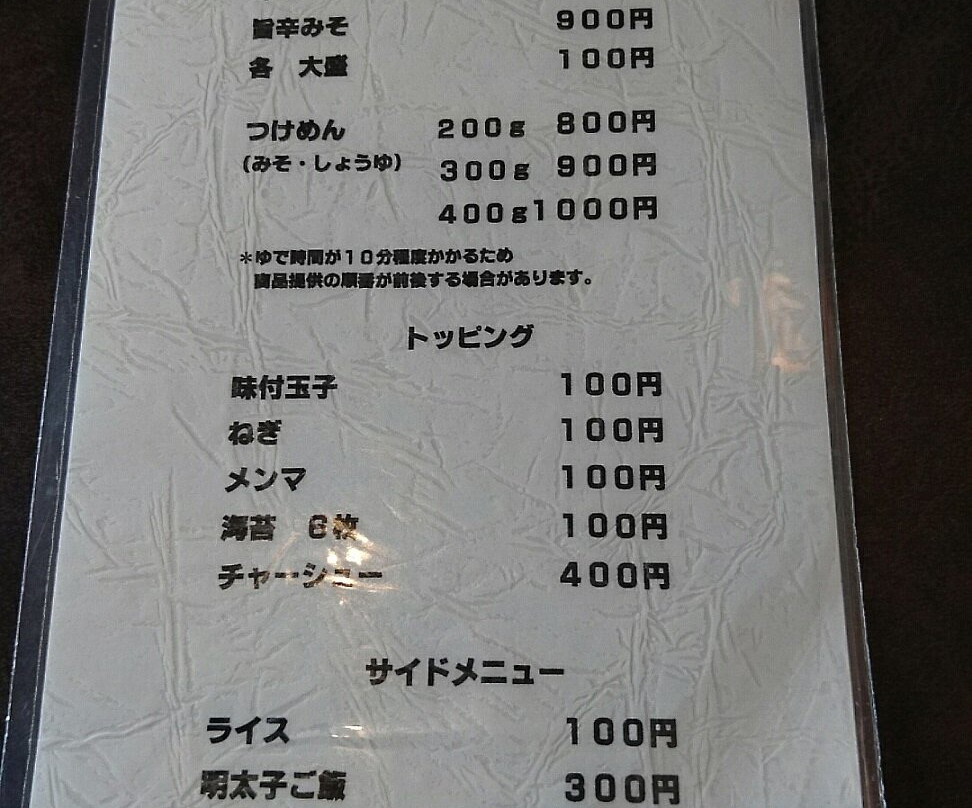 旨辛みそ ９００円
各　大盛 １００円
つけめん ２００ｇ ８００円
（みそ・しょうゆ） ３００ｇ ９００円
４００ｇ１０００円
＊ゆで時間が１０分程度かかるため
商品提供の順番が前後する場合があります。
トッピング
味付玉子 １００円
ねぎ １００円
メンマ １００円
海苔　６枚 １００円
チャーシュー ４００円
サイドメニュー
ライス １００円
明太子ご飯 ３００円